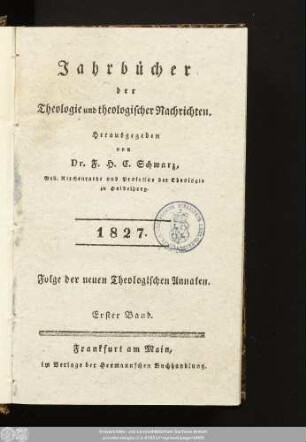 Jahrbücher
der
Theologie und theologischer Nachrichten.
Herausgegeben
von
Dr. F. H. C. Schwarz,
Geh. Kirchenrathe und Professor der Theologie
zu Heidelberg.
1827.
Folge der neuen Theologischen Annalen.
Erster Band.
Frankfurt am Main,
im Verlage der Hermannschen Buchhandlung.